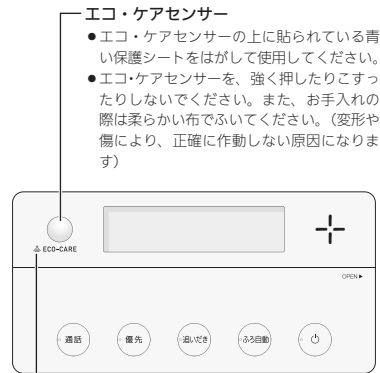 エコ・ケアセンサー
●エコ・ケアセンサーの上に貼られている青
い保護シートをはがして使用してください。
●エコ・ケアセンサーを、強く押したりこすっ
たりしないでください。また、お手入れの
際は柔らかい布でふいてください。(変形や
傷により、正確に作動しない原因になりま
す)
ECO-CARE
OPEN▶
通話
優先
追いだき
ふろ自動